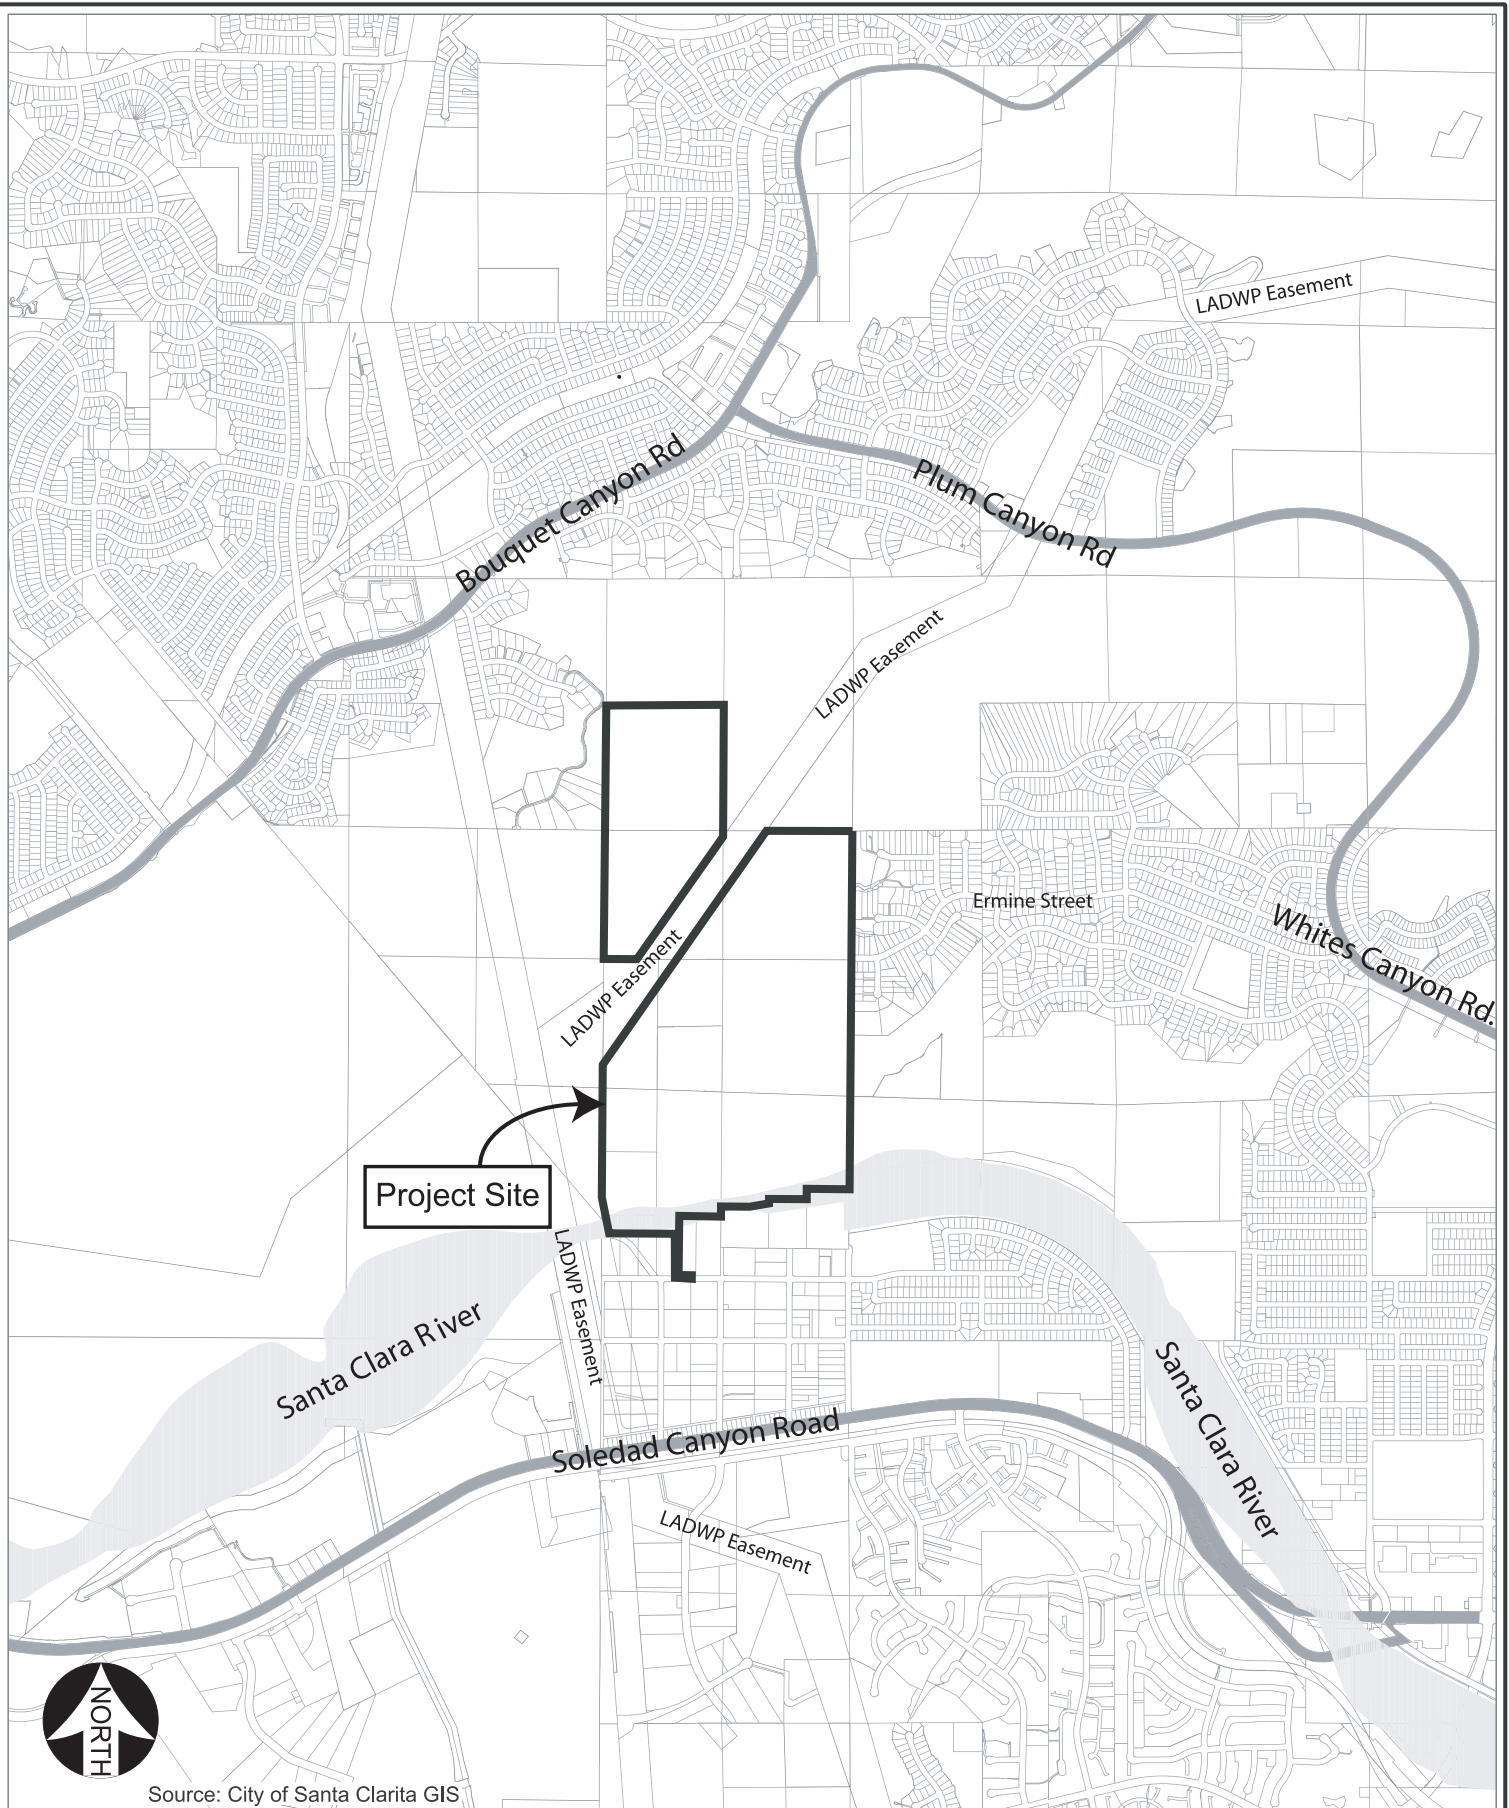 LADWP Easement
Bouquet Canyon Rd
Plum Canyon Rd
LADWP Easement
Ermine Street
Whites Canyon Rd.
LADWP Easement
Project Site
LADWP Easement
Santa Clara River
Santa Clara River
Soledad Canyon Road
LADWP Easement
NORTH
Source: City of Santa Clarita GIS